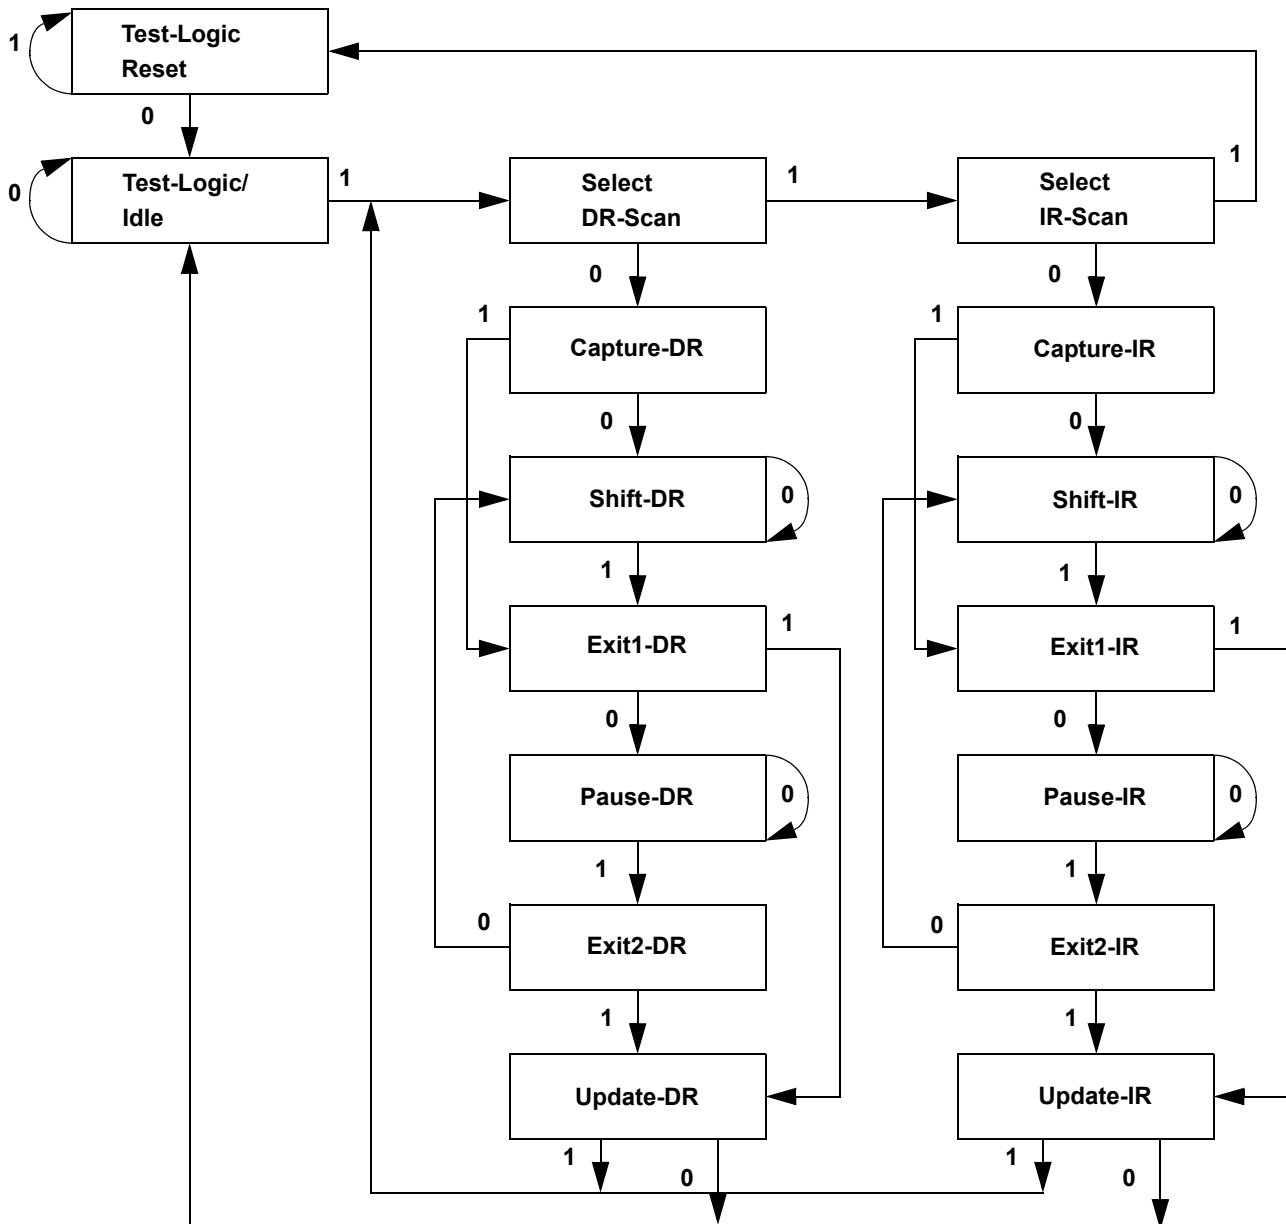 1
Test-Logic
Reset
0
0
Test-Logic/
Idle
1
Select
DR-Scan
1
Select
IR-Scan
1
0
0
1
Capture-DR
1
Capture-IR
0
0
Shift-DR
0
Shift-IR
0
1
1
Exit1-DR
1
Exit1-IR
1
0
0
Pause-DR
0
Pause-IR
0
1
1
0
Exit2-DR
0
Exit2-IR
1
1
Update-DR
Update-IR
1
0
1
0